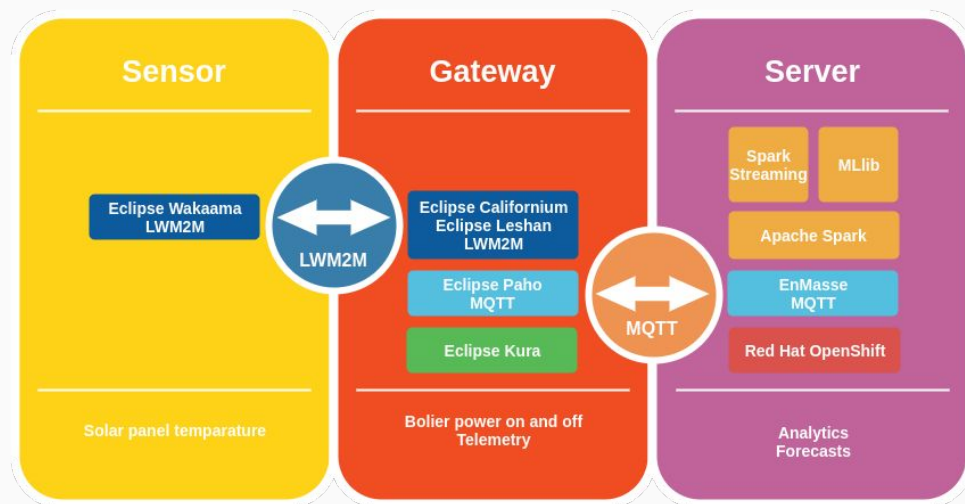 Sensor
Eclipse Wakaama
LWM2M
Solar panel temparature
LWM2M
Gateway
Eclipse Californium
Eclipse Leshan
LWM2M
Eclipse Paho
MQTT
Eclipse Kura
Bolier power on and off
Telemetry
MQTT
Server
Spark
Streaming
MLlib
Apache Spark
EnMasse
MQTT
Red Hat OpenShift
Analytics
Forecasts